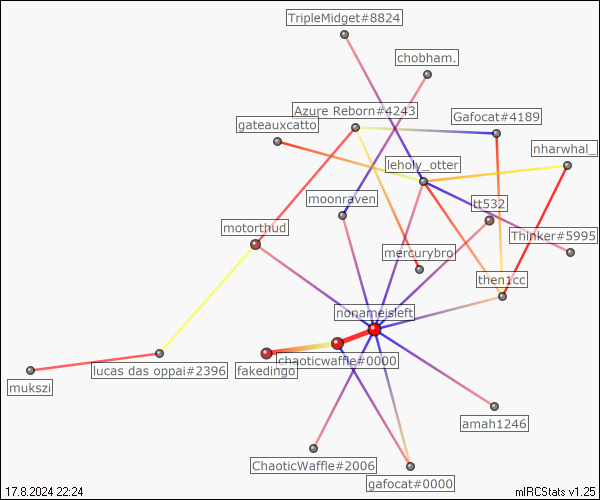 TripleMidget#8824
chobham.
Azure Reborn#4243
Gafocat#4189
gateauxcatto
nharwhal_
leholy_otter
moonraven
tt532
motorthud
Thinker#5995
mercurybro
then1cc
nonameisleft
chaoticwaffle#0000
lucas das oppai#2396
fakedingo
mukszi
amah1246
ChaoticWaffle#2006
gafocat#0000
17.8.2024 22:24
mIRCStats v1.25